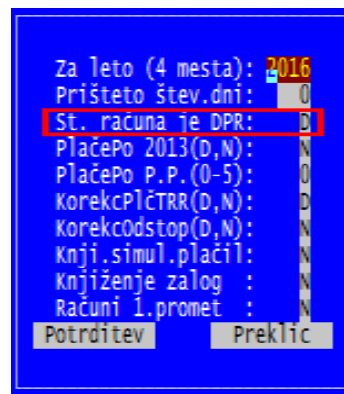 Za leto (4 mesta): 2016
Prišteto štev.dni: 0
St. računa je DPR: D
PlačePo 2013(D,N): N
PlačePo P.P.(0-5): 0
KorekcPlčTRR(D,N): D
KorekcOdstop(D,N): N
Knji.simul.plačil: N
Knjiženje zalog : N
Računi 1.promet : N
Potrditev Preklic